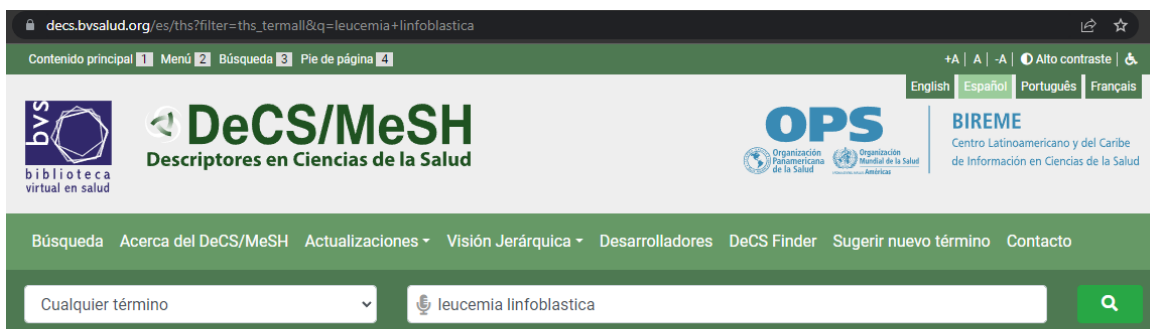 decs.bvsalud.org/es/ths?filter=ths_termall&q=leucemia+linfoblastica
Contenido principal 1 Menú 2 Búsqueda 3 Pie de página 4
+A | A | -A | Alto contraste |
English Español Português Français
bvs
biblioteca
virtual en salud
DeCS/MeSH
Descriptores en Ciencias de la Salud
OPS
Organización
Panamericana
de la Salud
Organización
Mundial de la Salud
Américas
BIREME
Centro Latinoamericano y del Caribe
de Información en Ciencias de la Salud
Búsqueda Acerca del DeCS/MeSH Actualizaciones Visión Jerárquica Desarrolladores DeCS Finder Sugerir nuevo término Contacto
Cualquier término
leucemia linfoblastica